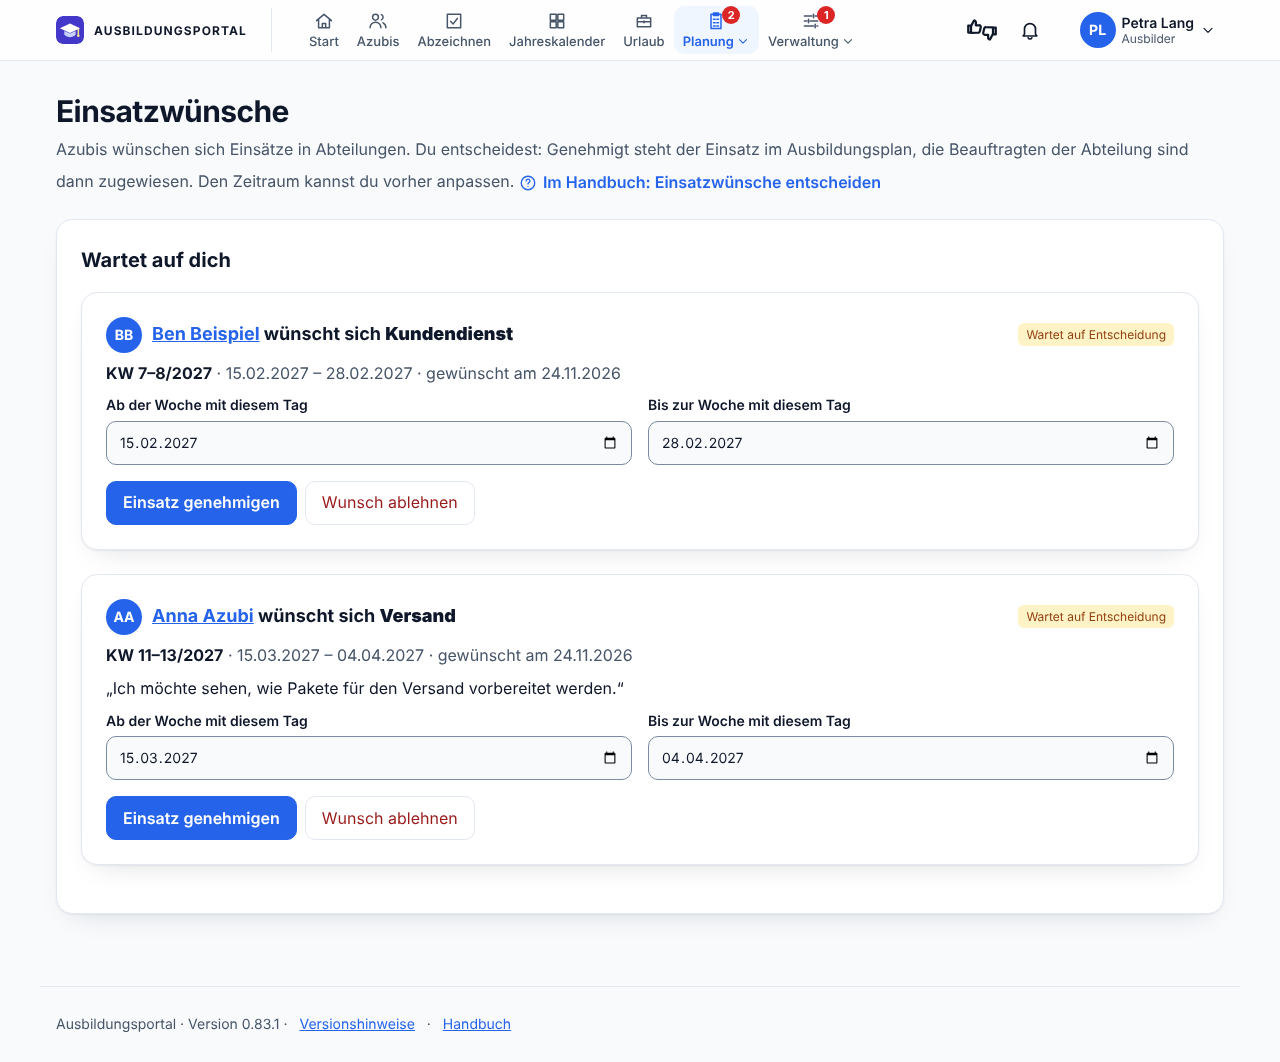 AUSBILDUNGSPORTAL
Start
Azubis
Abzeichnen
Jahreskalender
Urlaub
2
Planung
1
Verwaltung
PL
Petra Lang
Ausbilder
Einsatzwünsche
Azubis wünschen sich Einsätze in Abteilungen. Du entscheidest: Genehmigt steht der Einsatz im Ausbildungsplan, die Beauftragten der Abteilung sind
dann zugewiesen. Den Zeitraum kannst du vorher anpassen. Im Handbuch: Einsatzwünsche entscheiden
Wartet auf dich
BB Ben Beispiel wünscht sich Kundendienst
Wartet auf Entscheidung
KW 7–8/2027 · 15.02.2027 – 28.02.2027 · gewünscht am 24.11.2026
Ab der Woche mit diesem Tag
Bis zur Woche mit diesem Tag
15.02.2027
28.02.2027
Einsatz genehmigen
Wunsch ablehnen
AA Anna Azubi wünscht sich Versand
Wartet auf Entscheidung
KW 11–13/2027 · 15.03.2027 – 04.04.2027 · gewünscht am 24.11.2026
„Ich möchte sehen, wie Pakete für den Versand vorbereitet werden.“
Ab der Woche mit diesem Tag
Bis zur Woche mit diesem Tag
15.03.2027
04.04.2027
Einsatz genehmigen
Wunsch ablehnen
Ausbildungsportal · Version 0.83.1 · Versionshinweise · Handbuch